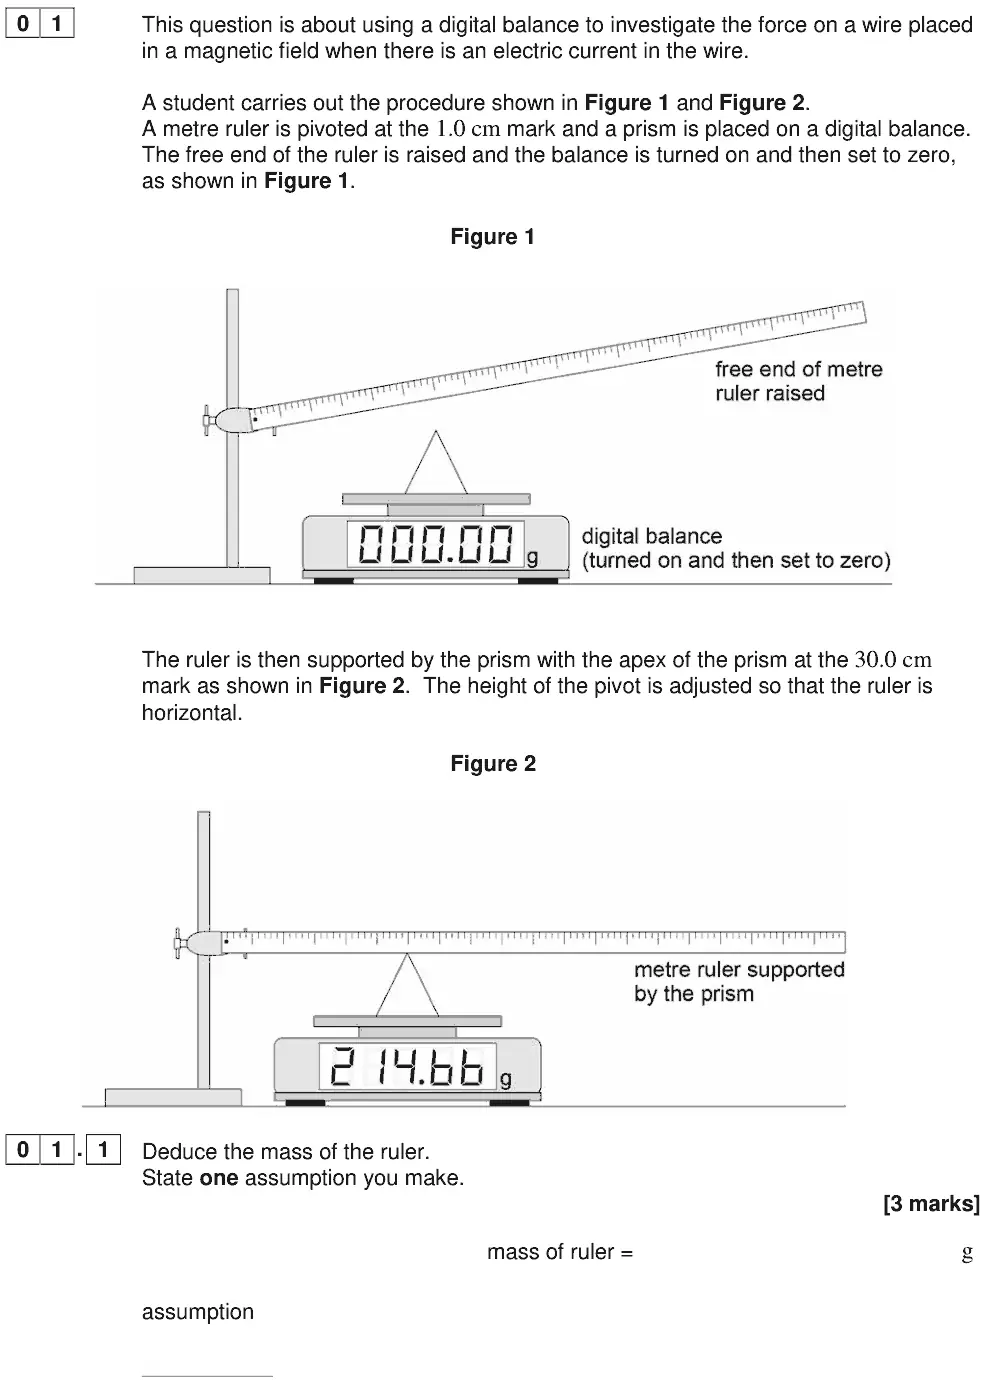 0 1 This question is about using a digital balance to investigate the force on a wire placed
in a magnetic field when there is an electric current in the wire.
A student carries out the procedure shown in Figure 1 and Figure 2.
A metre ruler is pivoted at the 1.0 cm mark and a prism is placed on a digital balance.
The free end of the ruler is raised and the balance is turned on and then set to zero,
as shown in Figure 1.
Figure 1
free end of metre
ruler raised
000.00 g
digital balance
(turned on and then set to zero)
The ruler is then supported by the prism with the apex of the prism at the 30.0 cm
mark as shown in Figure 2. The height of the pivot is adjusted so that the ruler is
horizontal.
Figure 2
metre ruler supported
by the prism
214.66 g
0 1 . 1 Deduce the mass of the ruler.
State one assumption you make.
[3 marks]
mass of ruler = g
assumption